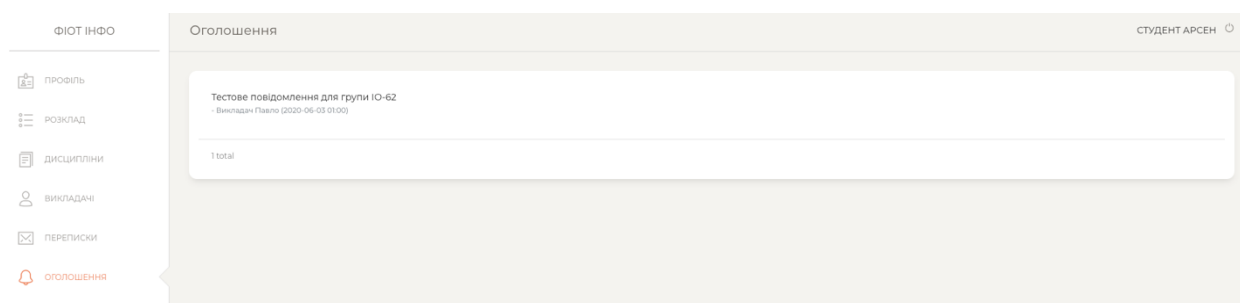 ФІОТ ІНФО
Оголошення
СТУДЕНТ АРСЕН
ПРОФІЛЬ
РОЗКЛАД
ДИСЦИПЛІНИ
ВИКЛАДАЧІ
ПЕРЕПИСКИ
ОГОЛОШЕННЯ
Тестове повідомлення для групи ІО-62
- Викладач Павло (2020-06-03 01:00)
1 total